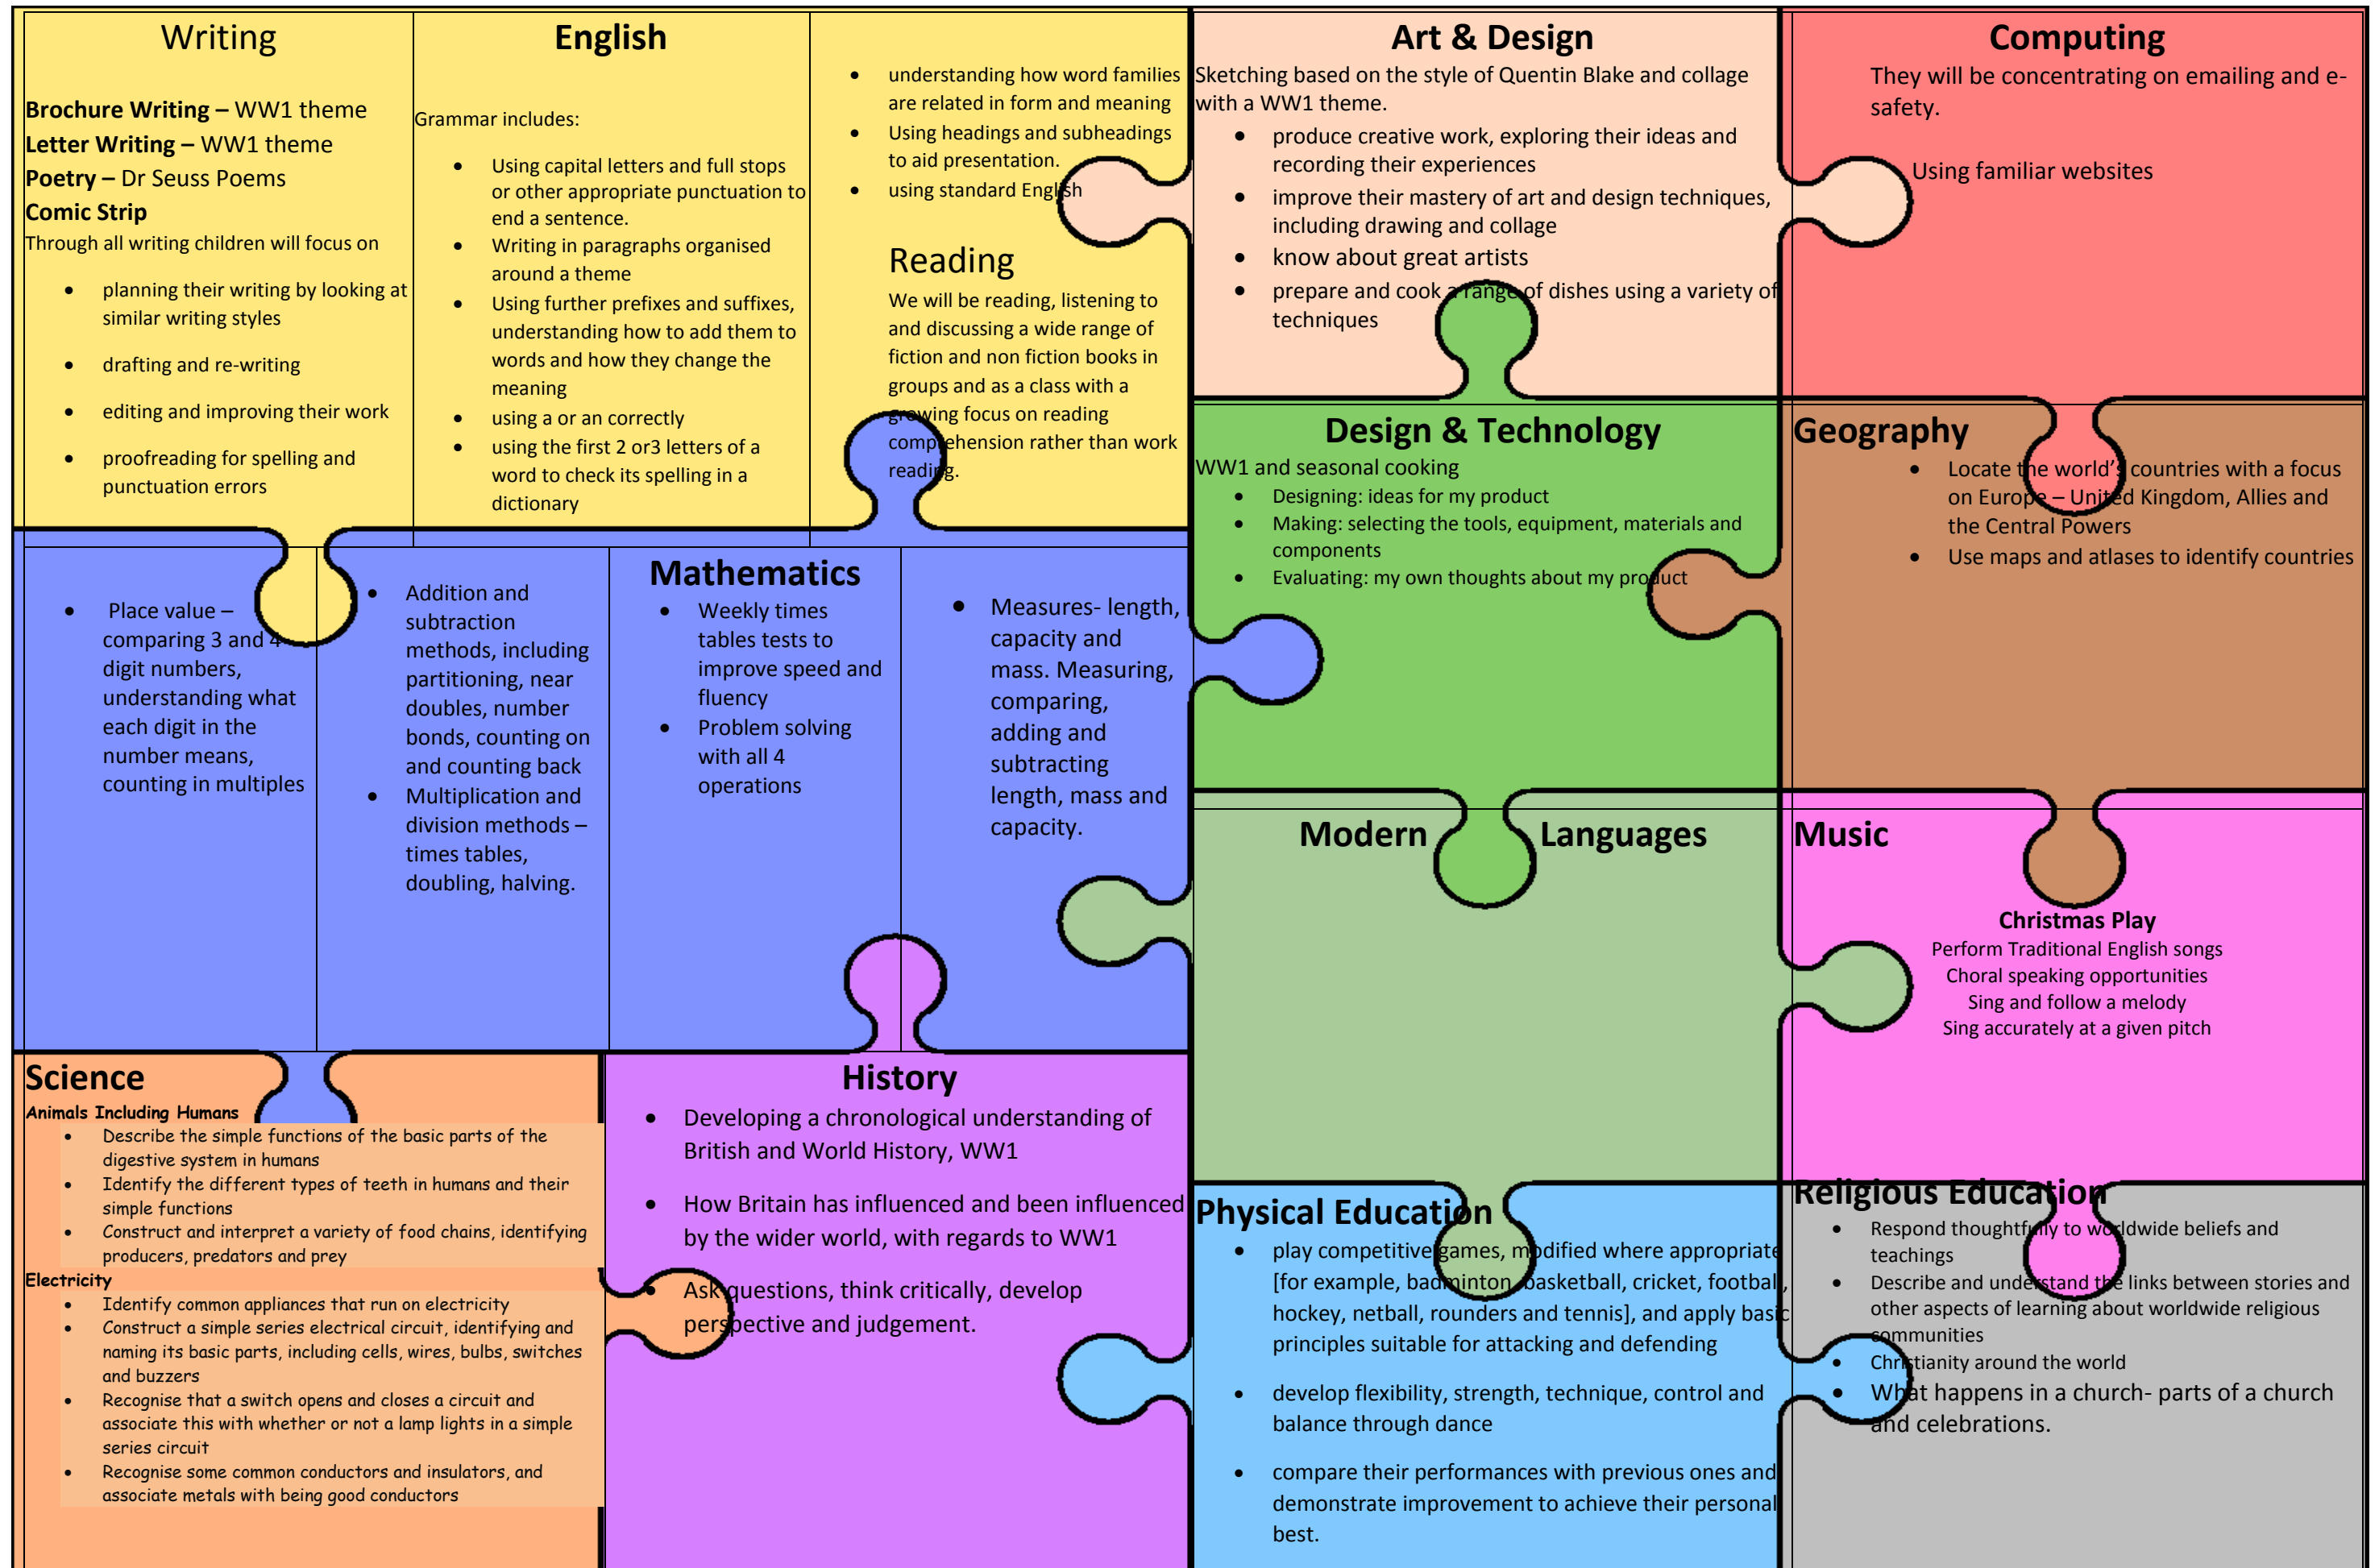 Writing
Brochure Writing – WW1 theme
Letter Writing – WW1 theme
Poetry – Dr Seuss Poems
Comic Strip
Through all writing children will focus on
• planning their writing by looking at
similar writing styles
• drafting and re-writing
• editing and improving their work
• proofreading for spelling and
punctuation errors
English
Grammar includes:
• Using capital letters and full stops
or other appropriate punctuation to
end a sentence.
• Writing in paragraphs organised
around a theme
• Using further prefixes and suffixes,
understanding how to add them to
words and how they change the
meaning
• using a or an correctly
• using the first 2 or3 letters of a
word to check its spelling in a
dictionary
• understanding how word families
are related in form and meaning
• Using headings and subheadings
to aid presentation.
• using standard English
Reading
We will be reading, listening to
and discussing a wide range of
fiction and non fiction books in
groups and as a class with a
growing focus on reading
comprehension rather than work
reading.
Art & Design
Sketching based on the style of Quentin Blake and collage
with a WW1 theme.
• produce creative work, exploring their ideas and
recording their experiences
• improve their mastery of art and design techniques,
including drawing and collage
• know about great artists
• prepare and cook a range of dishes using a variety of
techniques
Computing
They will be concentrating on emailing and e-
safety.
Using familiar websites
Design & Technology
WW1 and seasonal cooking
• Designing: ideas for my product
• Making: selecting the tools, equipment, materials and
components
• Evaluating: my own thoughts about my product
Geography
• Locate the world's countries with a focus
on Europe – United Kingdom, Allies and
the Central Powers
• Use maps and atlases to identify countries
Mathematics
• Place value –
comparing 3 and 4
digit numbers,
understanding what
each digit in the
number means,
counting in multiples
• Addition and
subtraction
methods, including
partitioning, near
doubles, number
bonds, counting on
and counting back
• Multiplication and
division methods –
times tables,
doubling, halving.
• Weekly times
tables tests to
improve speed and
fluency
• Problem solving
with all 4
operations
• Measures- length,
capacity and
mass. Measuring,
comparing,
adding and
subtracting
length, mass and
capacity.
Modern Languages
Music
Christmas Play
Perform Traditional English songs
Choral speaking opportunities
Sing and follow a melody
Sing accurately at a given pitch
Science
Animals Including Humans
• Describe the simple functions of the basic parts of the
digestive system in humans
• Identify the different types of teeth in humans and their
simple functions
• Construct and interpret a variety of food chains, identifying
producers, predators and prey
Electricity
• Identify common appliances that run on electricity
• Construct a simple series electrical circuit, identifying and
naming its basic parts, including cells, wires, bulbs, switches
and buzzers
• Recognise that a switch opens and closes a circuit and
associate this with whether or not a lamp lights in a simple
series circuit
• Recognise some common conductors and insulators, and
associate metals with being good conductors
History
• Developing a chronological understanding of
British and World History, WW1
• How Britain has influenced and been influenced
by the wider world, with regards to WW1
• Ask questions, think critically, develop
perspective and judgement.
Physical Education
• play competitive games, modified where appropriate
[for example, badminton, basketball, cricket, football,
hockey, netball, rounders and tennis], and apply basic
principles suitable for attacking and defending
• develop flexibility, strength, technique, control and
balance through dance
• compare their performances with previous ones and
demonstrate improvement to achieve their personal
best.
Religious Education
• Respond thoughtfully to worldwide beliefs and
teachings
• Describe and understand the links between stories and
other aspects of learning about worldwide religious
communities
• Christianity around the world
• What happens in a church- parts of a church
and celebrations.